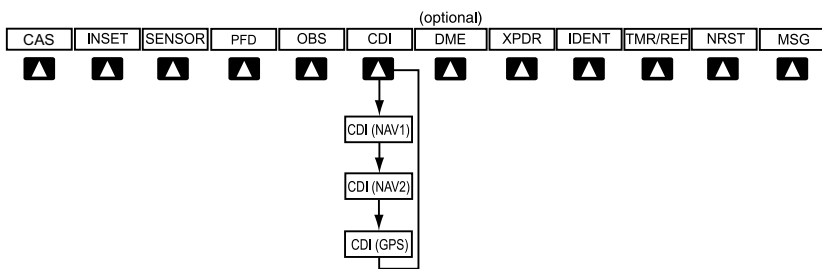 (optional)
CAS INSET SENSOR PFD OBS CDI DME XPDR IDENT TMR/REF NRST MSG
CDI (NAV1)
CDI (NAV2)
CDI (GPS)